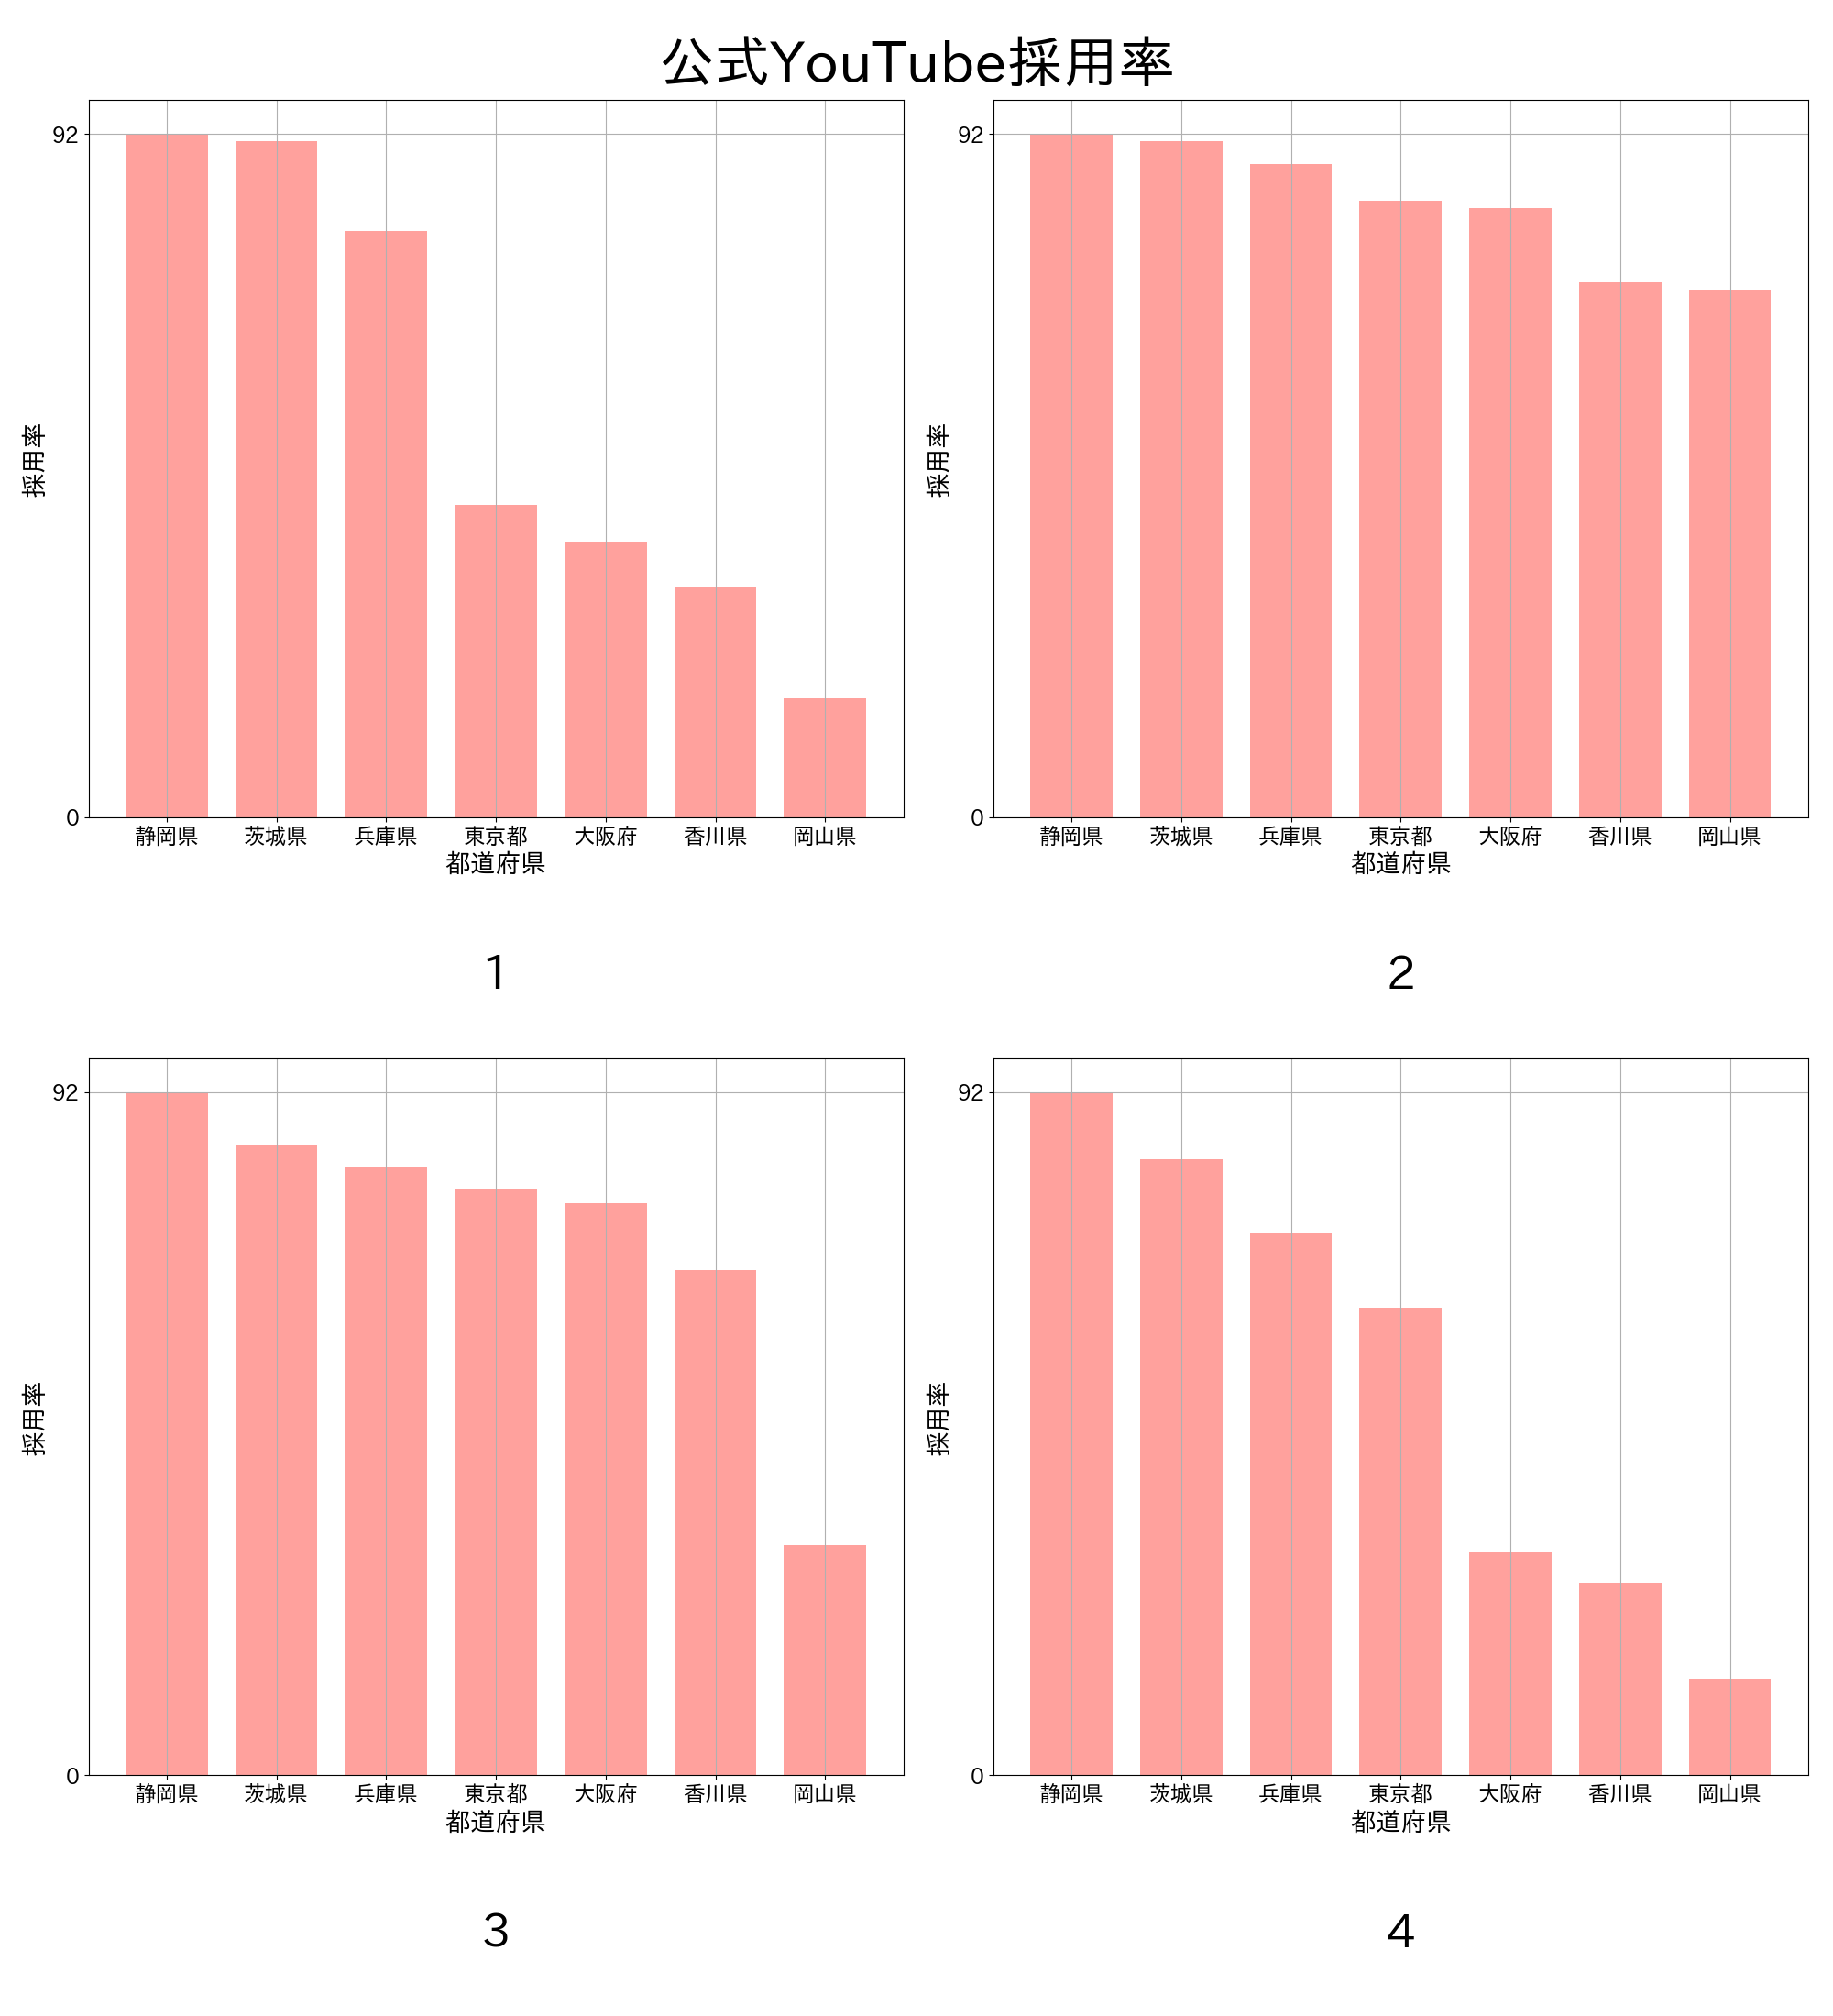 公式YouTube採用率
92
0
採用率
静岡県 茨城県 兵庫県 東京都 大阪府 香川県 岡山県
都道府県
1
92
0
採用率
静岡県 茨城県 兵庫県 東京都 大阪府 香川県 岡山県
都道府県
2
92
0
採用率
静岡県 茨城県 兵庫県 東京都 大阪府 香川県 岡山県
都道府県
3
92
0
採用率
静岡県 茨城県 兵庫県 東京都 大阪府 香川県 岡山県
都道府県
4